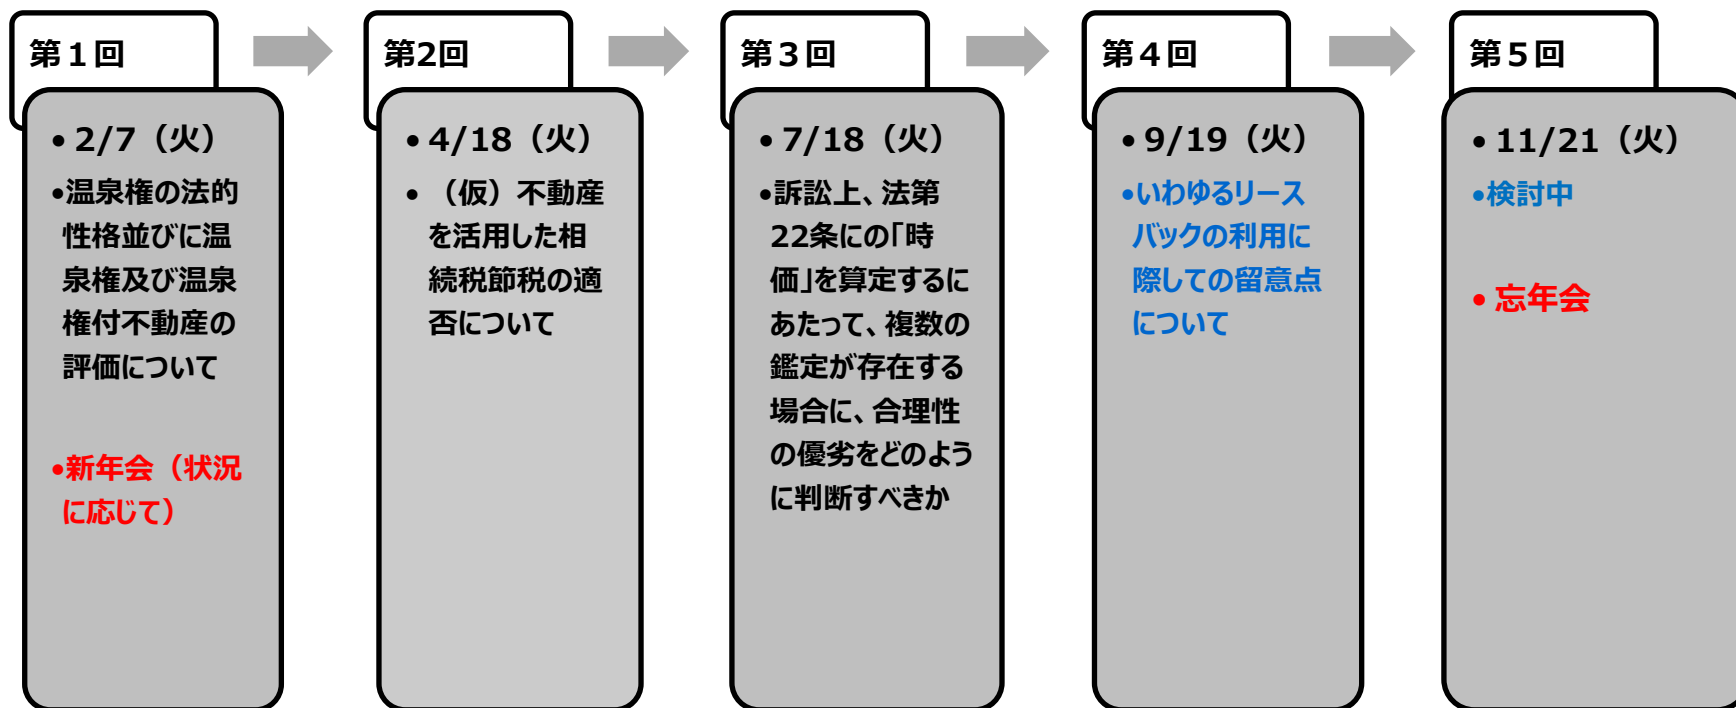 第１回
• 2/7（火）
•温泉権の法的
性格並びに温
泉権及び温泉
権付不動産の
評価について
•新年会（状況
に応じて）
第2回
• 4/18（火）
• （仮）不動産
を活用した相
続税節税の適
否について
第３回
• 7/18（火）
•訴訟上、法第
22条にの「時
価」を算定するに
あたって、複数の
鑑定が存在する
場合に、合理性
の優劣をどのよう
に判断すべきか
第４回
• 9/19（火）
•いわゆるリース
バックの利用に
際しての留意点
について
第５回
• 11/21（火）
•検討中
• 忘年会